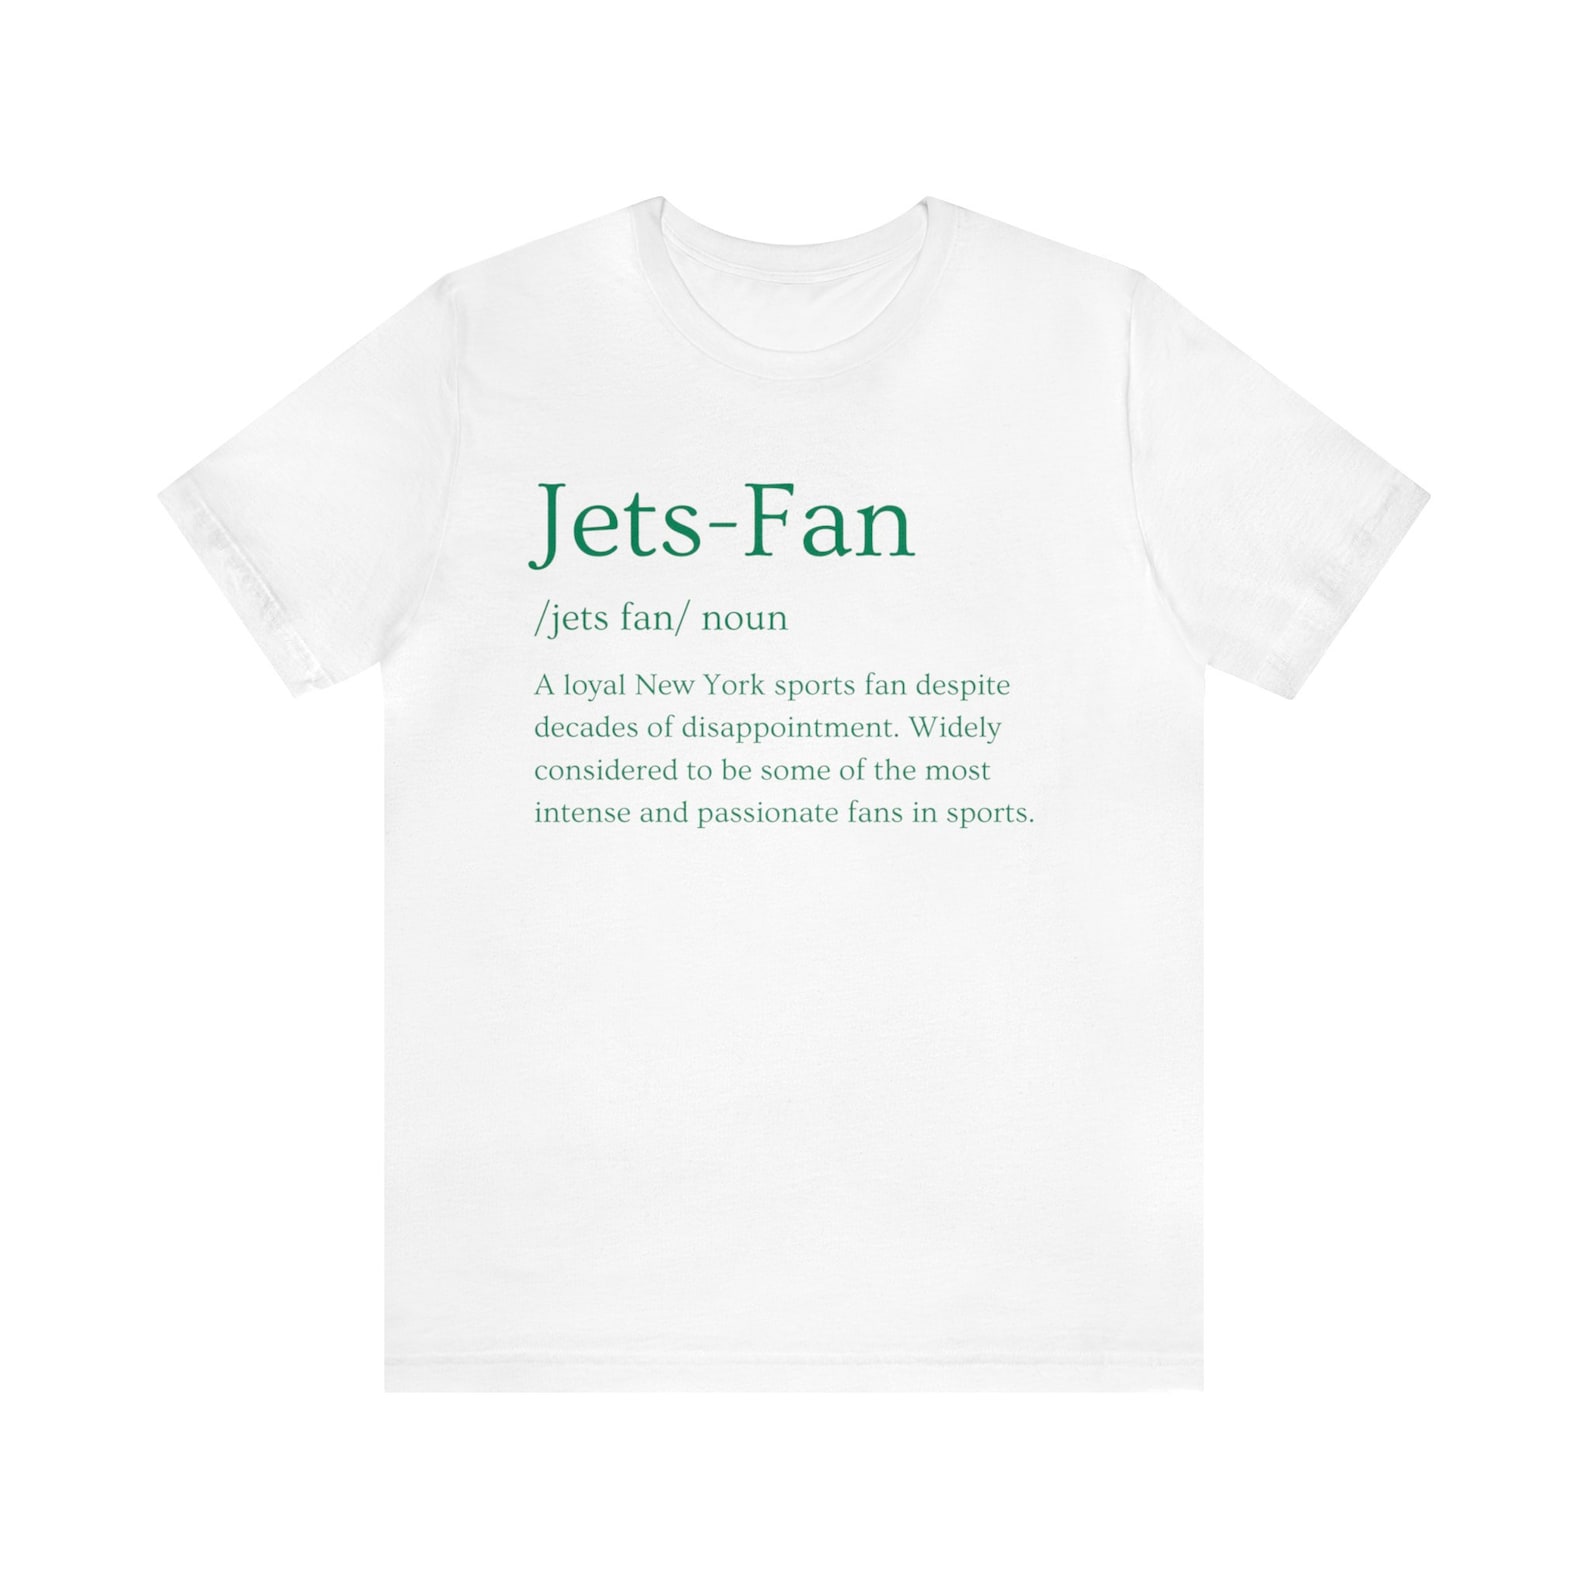 Jets-Fan
/jets fan/ noun
A loyal New York sports fan despite
decades of disappointment. Widely
considered to be some of the most
intense and passionate fans in sports.